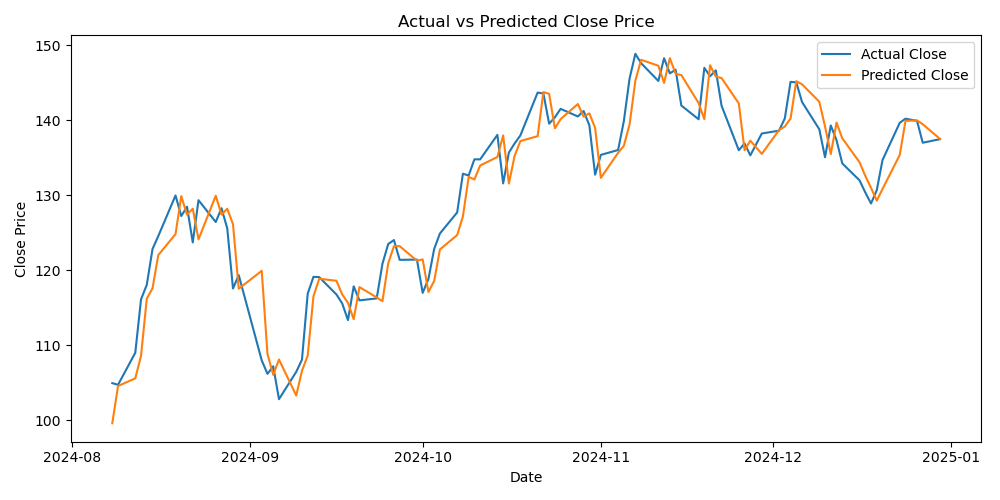 Actual vs Predicted Close Price
Actual Close
Predicted Close
150
140
130
120
110
100
Close Price
2024-08
2024-09
2024-10
2024-11
2024-12
2025-01
Date